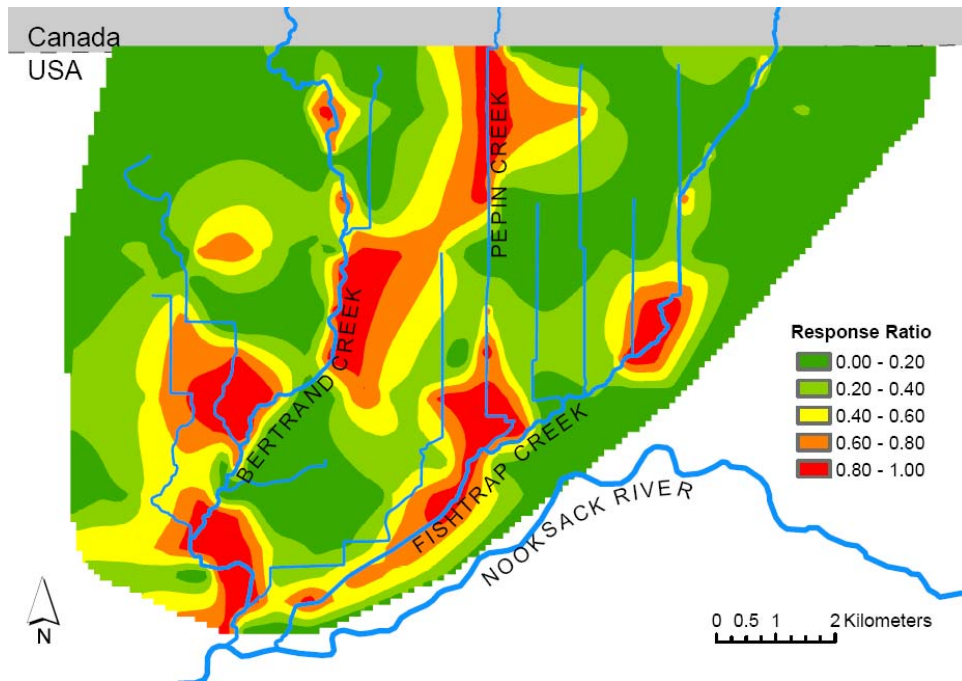 Canada
USA
PEPIN CREEK
BERTRAND CREEK
FISHTRAP CREEK
NOOKSACK RIVER
Response Ratio
0.00 - 0.20
0.20 - 0.40
0.40 - 0.60
0.60 - 0.80
0.80 - 1.00
N
0 0.5 1 2 Kilometers